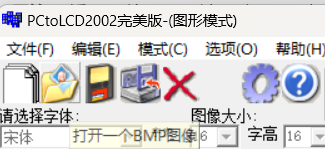 PCtoLCD2002完美版-(图形模式)
文件(F) 编辑(E) 模式(C) 选项(O) 帮助(H)
请选择字体: 图像大小:
宋体 打开一个BMP图像 6 字高 16